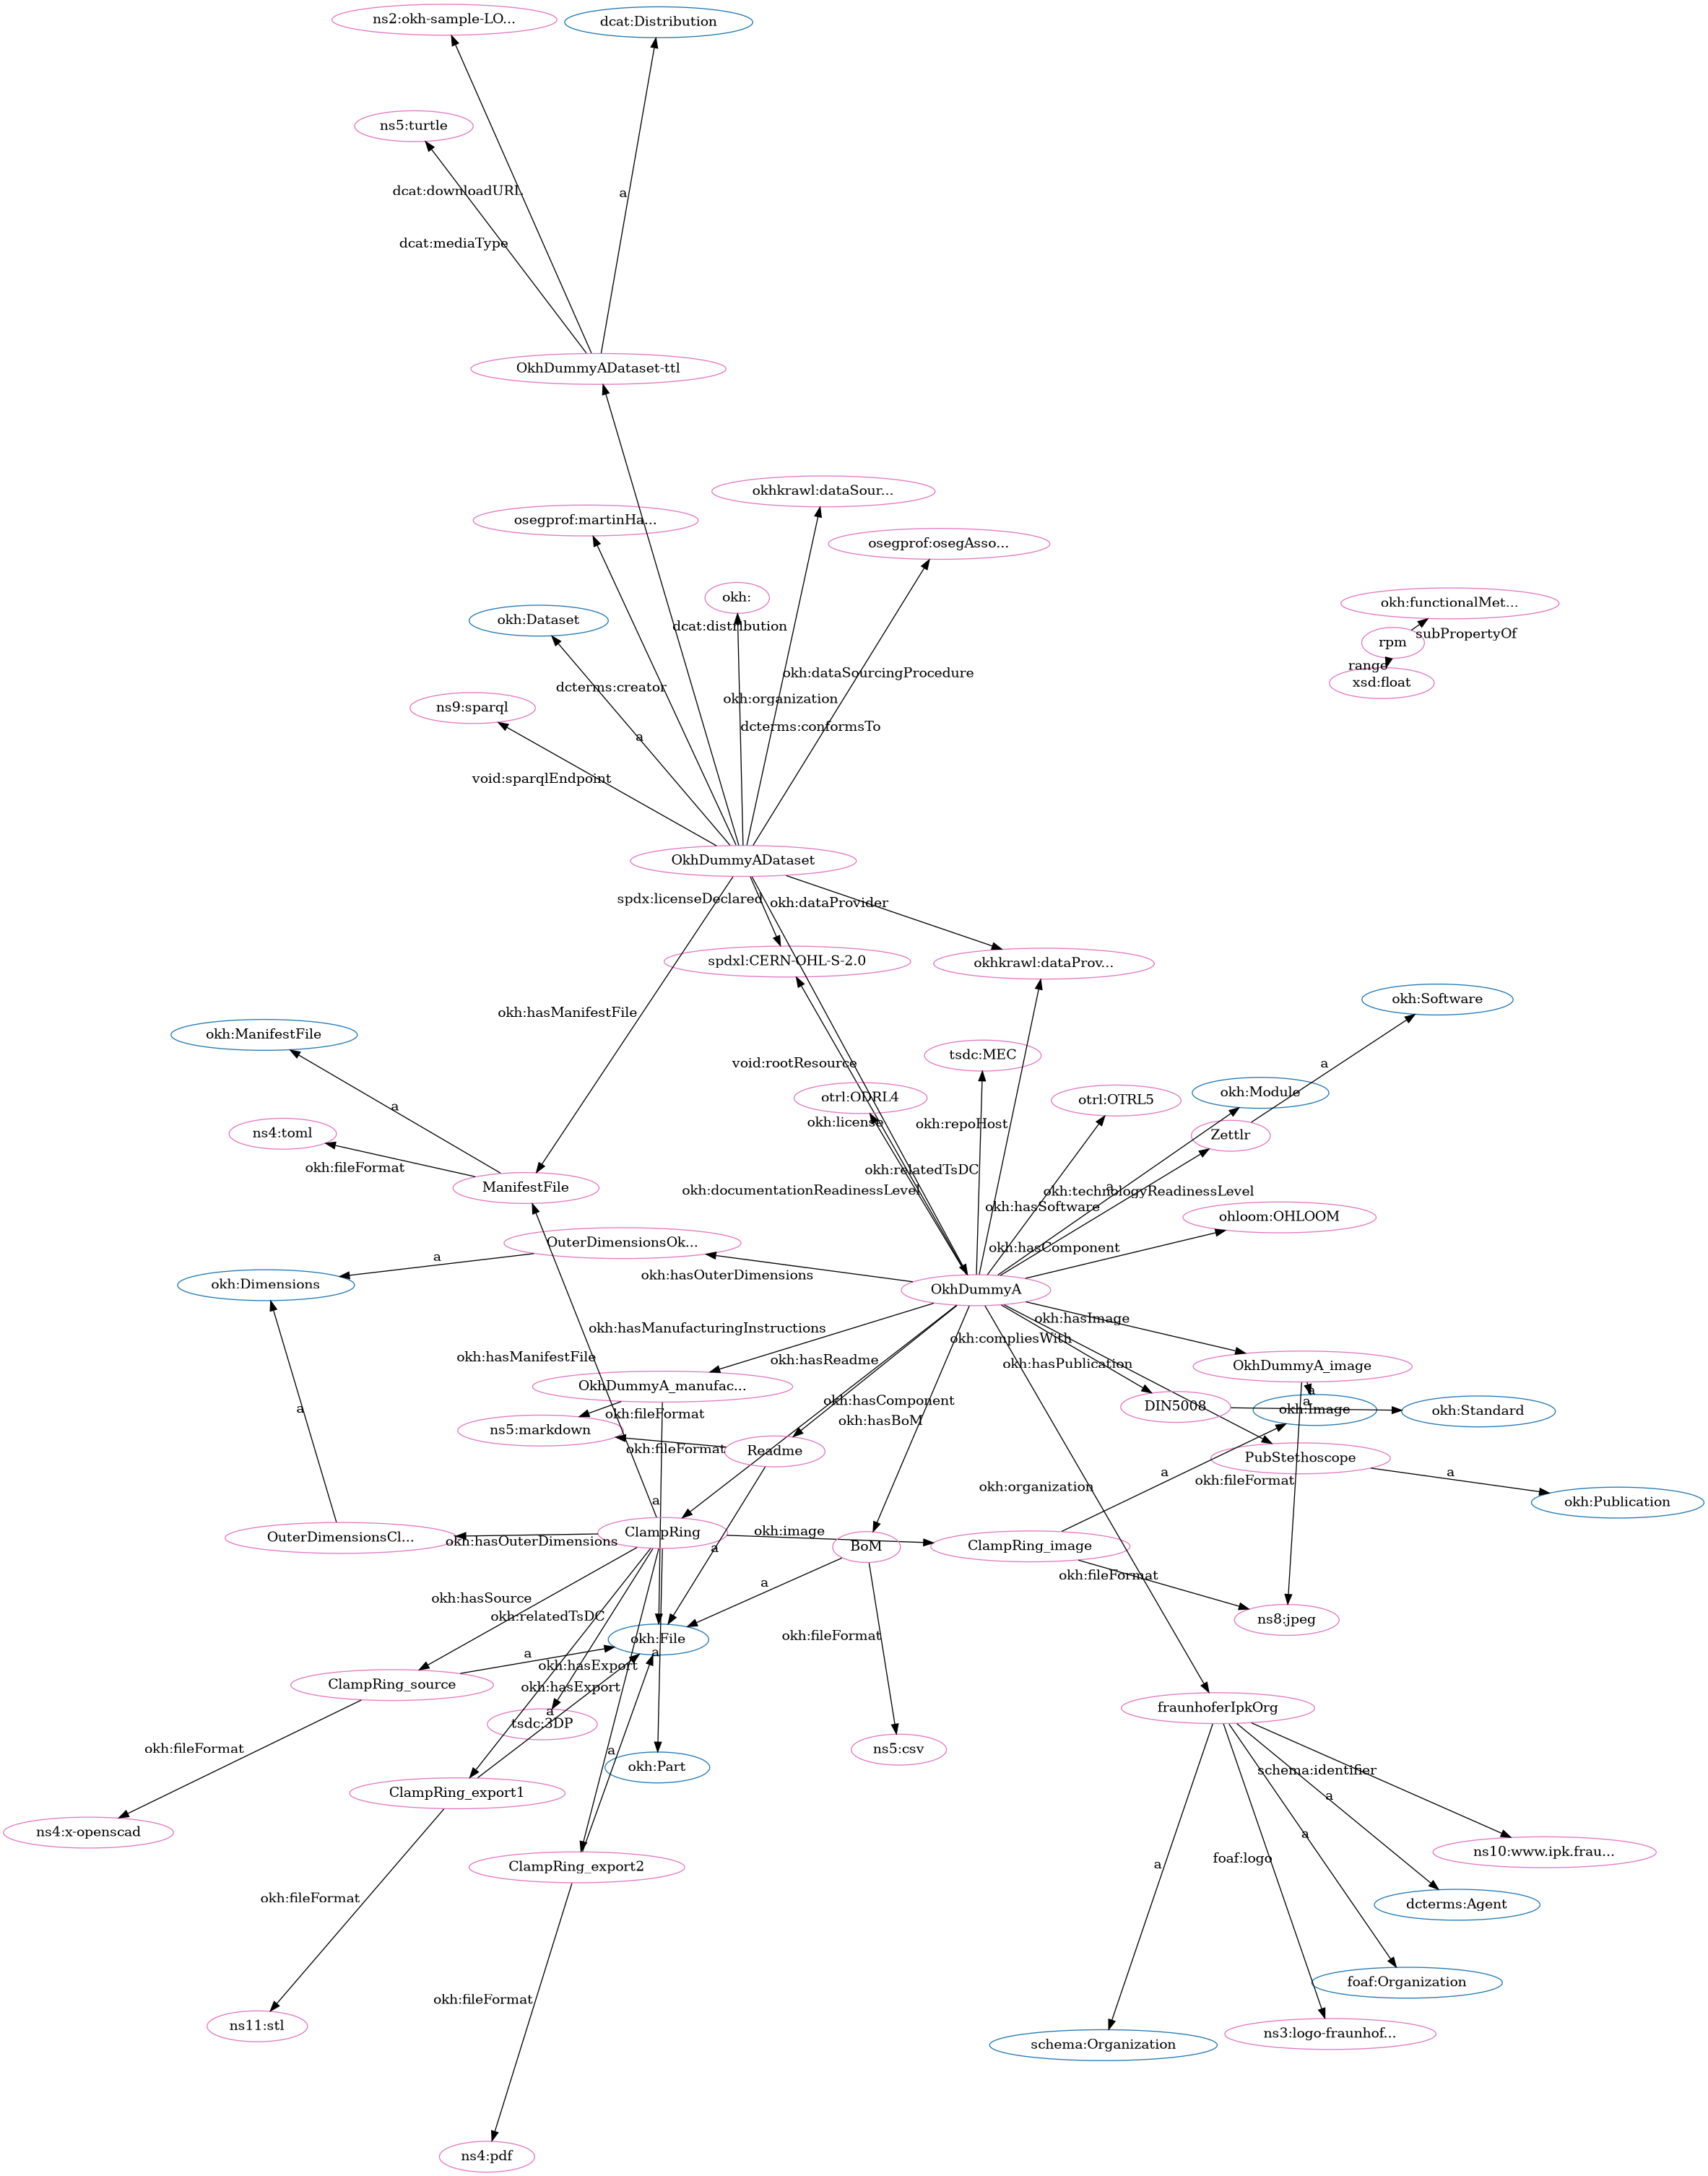 ns2:okh-sample-LO...
dcat:Distribution
ns5:turtle
dcat:downloadURL
a
dcat:mediaType
OkhDummyADataset-ttl
okhkrawl:dataSour...
osegprof:martinHa...
osegprof:osegAsso...
okh:
okh:functionalMet...
okh:Dataset
dcat:distribution
subPropertyOf
rpm
range
xsd:float
okh:dataSourcingProcedure
dcterms:creator
okh:organization
ns9:sparql
dcterms:conformsTo
a
void:sparqlEndpoint
OkhDummyADataset
spdx:licenseDeclared
okh:dataProvider
spdxl:CERN-OHL-S-2.0
okhkrawl:dataProv...
okh:Software
okh:hasManifestFile
okh:ManifestFile
tsdc:MEC
void:rootResource
a
okh:Module
otrl:ODRL4
otrl:OTRL5
a
okh:license
okh:repoHost
ns4:toml
Zettlr
okh:fileFormat
okh:relatedTsDC
ManifestFile
a
okh:documentationReadinessLevel
okh:technologyReadinessLevel
okh:hasSoftware
ohloom:OHLOOM
OuterDimensionsOk...
okh:hasComponent
a
okh:hasOuterDimensions
okh:Dimensions
OkhDummyA
okh:hasImage
okh:hasManufacturingInstructions
okh:compliesWith
okh:hasManifestFile
okh:hasReadme
okh:hasPublication
OkhDummyA_image
OkhDummyA_manufac...
a
okh:hasComponent
a
a
DIN5008
okh:Image
okh:Standard
okh:fileFormat
okh:hasBoM
ns5:markdown
okh:fileFormat
Readme
PubStethoscope
a
a
okh:fileFormat
okh:organization
a
okh:Publication
ClampRing
okh:image
OuterDimensionsCl...
okh:hasOuterDimensions
a
BoM
ClampRing_image
okh:fileFormat
a
okh:hasSource
okh:relatedTsDC
ns8:jpeg
okh:fileFormat
okh:File
a
a
okh:hasExport
ClampRing_source
okh:hasExport
fraunhoferIpkOrg
a
tsdc:3DP
okh:fileFormat
a
ns5:csv
okh:Part
schema:identifier
ClampRing_export1
a
ns4:x-openscad
a
ns10:www.ipk.frau...
foaf:logo
a
ClampRing_export2
okh:fileFormat
dcterms:Agent
foaf:Organization
okh:fileFormat
ns11:stl
ns3:logo-fraunhof...
schema:Organization
ns4:pdf